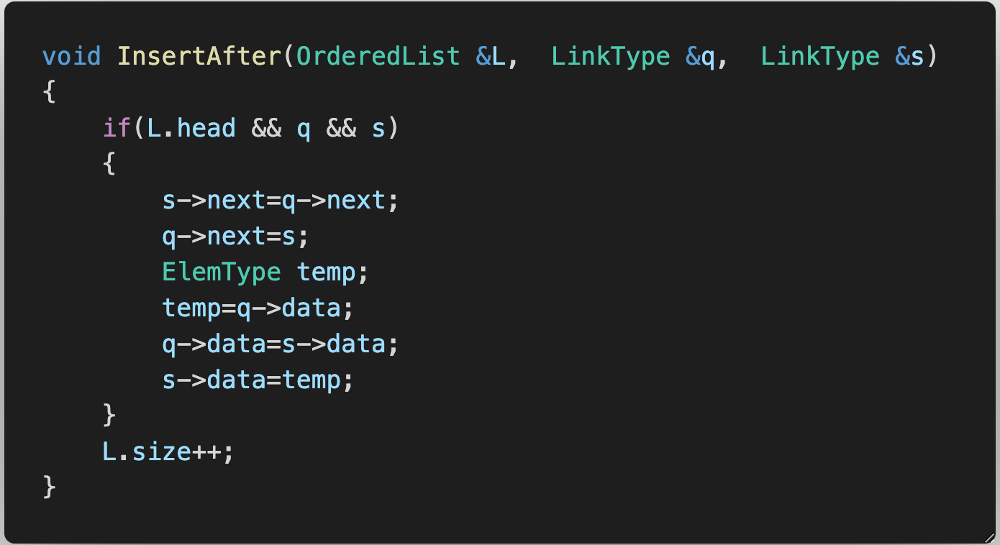 void InsertAfter(OrderedList &L,  LinkType &q,  LinkType &s)
{
    if(L.head && q && s)
    {
        s->next=q->next;
        q->next=s;
        ElemType temp;
        temp=q->data;
        q->data=s->data;
        s->data=temp;
    }
    L.size++;
}